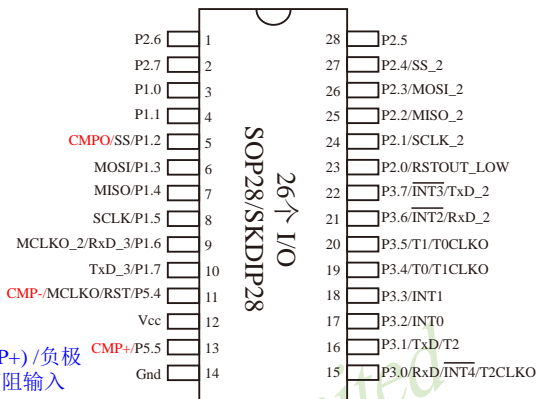 P2.6 1 28 P2.5
P2.7 2 27 P2.4/SS_2
P1.0 3 26 P2.3/MOSI_2
P1.1 4 25 P2.2/MISO_2
CMPO/SS/P1.2 5 24 P2.1/SCLK_2
MOSI/P1.3 6 23 P2.0/RSTOUT_LOW
MISO/P1.4 7 22 P3.7/INT3/TxD_2
SCLK/P1.5 8 21 P3.6/INT2/RxD_2
MCLKO_2/RxD_3/P1.6 9 20 P3.5/T1/T0CLKO
TxD_3/P1.7 10 19 P3.4/T0/T1CLKO
CMP-/MCLKO/RST/P5.4 11 18 P3.3/INT1
Vcc 12 17 P3.2/INT0
CMP+/P5.5 13 16 P3.1/TxD/T2
Gnd 14 15 P3.0/RxD/INT4/T2CLKO
26个 I/O
SOP28/SKDIP28
P+) /负极
阻输入